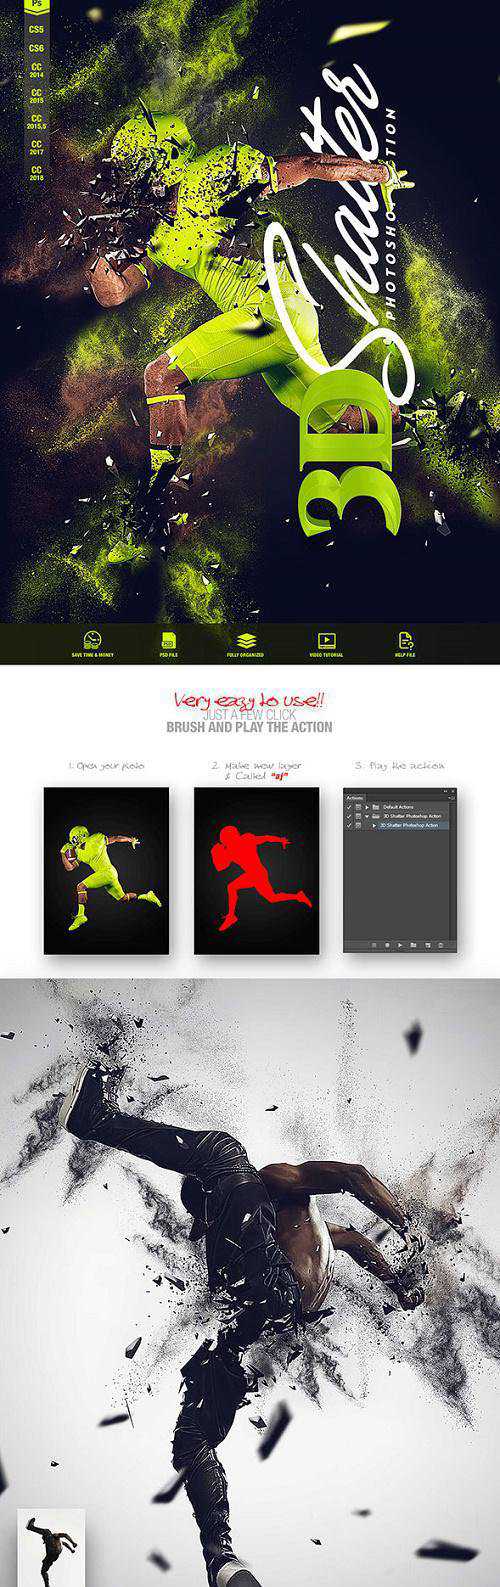 Ps
CS5
CS6
CC
2014
CC
2015
CC
2015,5
CC
2017
CC
2018
3D Shatter
PHOTOSHOP ACTION
SAVE TIME & MONEY
PSD FILE
FULLY ORGANIZED
VIDEO TUTORIAL
HELP FILE
Very eazy to use!!
JUST A FEW CLICK
BRUSH AND PLAY THE ACTION
1. Open your photo
2. Make new layer
& Called "aj"
3. Play the action
Actions
Default Actions
3D Shatter Photoshop Action
3D Shatter Photoshop Action